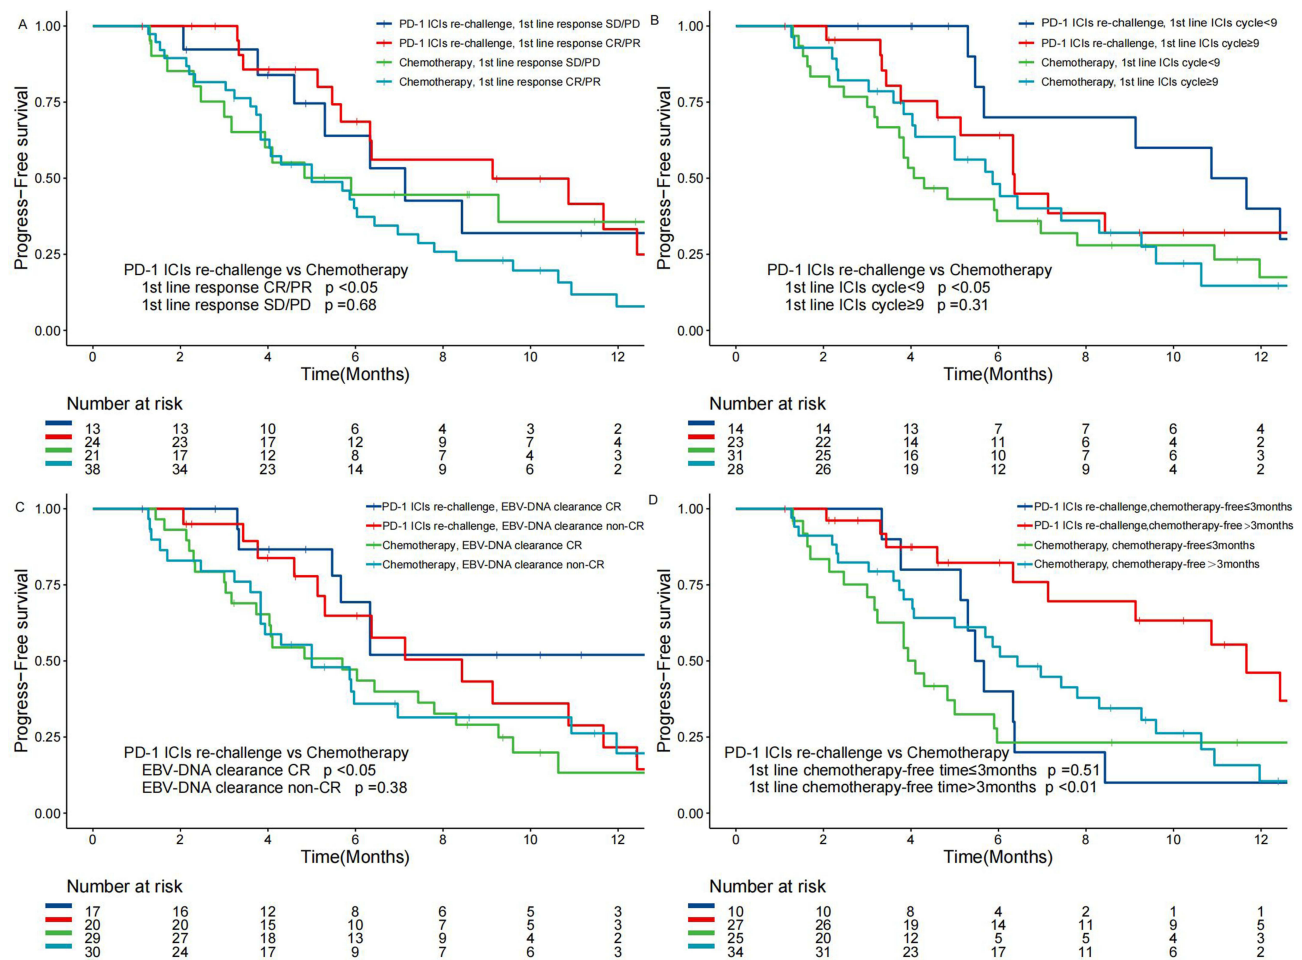 A
PD-1 ICIs re-challenge, 1st line response SD/PD
PD-1 ICIs re-challenge, 1st line response CR/PR
Chemotherapy, 1st line response SD/PD
Chemotherapy, 1st line response CR/PR
1.00
0.75
0.50
0.25
0.00
Progress-Free survival
PD-1 ICIs re-challenge vs Chemotherapy
1st line response CR/PR p <0.05
1st line response SD/PD p =0.68
0 2 4 6 8 10 12
Time(Months)
Number at risk
13 13 10 6 4 3 2
24 23 17 12 9 7 4
21 17 12 8 7 4 3
38 34 23 14 9 6 2
B
PD-1 ICIs re-challenge, 1st line ICIs cycle<9
PD-1 ICIs re-challenge, 1st line ICIs cycle≥9
Chemotherapy, 1st line ICIs cycle<9
Chemotherapy, 1st line ICIs cycle≥9
1.00
0.75
0.50
0.25
0.00
Progress-Free survival
PD-1 ICIs re-challenge vs Chemotherapy
1st line ICIs cycle<9 p <0.05
1st line ICIs cycle≥9 p =0.31
0 2 4 6 8 10 12
Time(Months)
Number at risk
14 14 13 7 7 6 4
23 22 14 11 6 4 2
31 25 16 10 7 6 3
28 26 19 12 9 4 2
C
PD-1 ICIs re-challenge, EBV-DNA clearance CR
PD-1 ICIs re-challenge, EBV-DNA clearance non-CR
Chemotherapy, EBV-DNA clearance CR
Chemotherapy, EBV-DNA clearance non-CR
1.00
0.75
0.50
0.25
0.00
Progress-Free survival
PD-1 ICIs re-challenge vs Chemotherapy
EBV-DNA clearance CR p <0.05
EBV-DNA clearance non-CR p =0.38
0 2 4 6 8 10 12
Time(Months)
Number at risk
17 16 12 8 6 5 3
20 20 15 10 7 5 3
29 27 18 13 9 4 2
30 24 17 9 7 6 3
D
PD-1 ICIs re-challenge,chemotherapy-free≤3months
PD-1 ICIs re-challenge,chemotherapy-free＞3months
Chemotherapy, chemotherapy-free≤3months
Chemotherapy, chemotherapy-free＞3months
1.00
0.75
0.50
0.25
0.00
Progress-Free survival
PD-1 ICIs re-challenge vs Chemotherapy
1st line chemotherapy-free time≤3months p =0.51
1st line chemotherapy-free time>3months p <0.01
0 2 4 6 8 10 12
Time(Months)
Number at risk
10 10 8 4 2 1 1
27 26 19 14 11 9 5
25 20 12 5 5 4 3
34 31 23 17 11 6 2